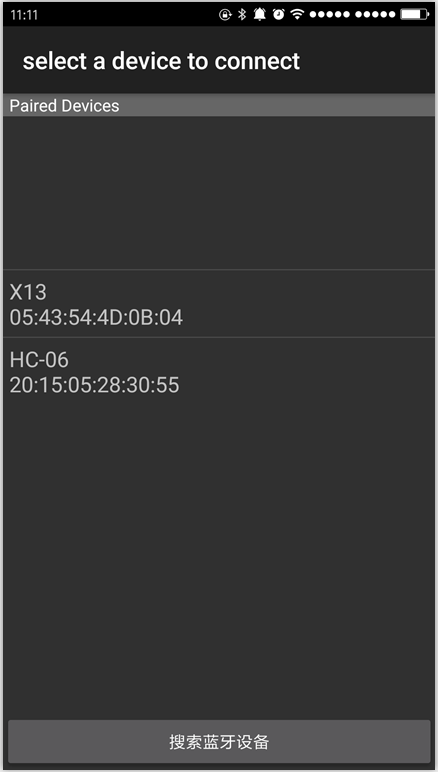 11:11
select a device to connect
Paired Devices
X13
05:43:54:4D:0B:04
HC-06
20:15:05:28:30:55
搜索蓝牙设备